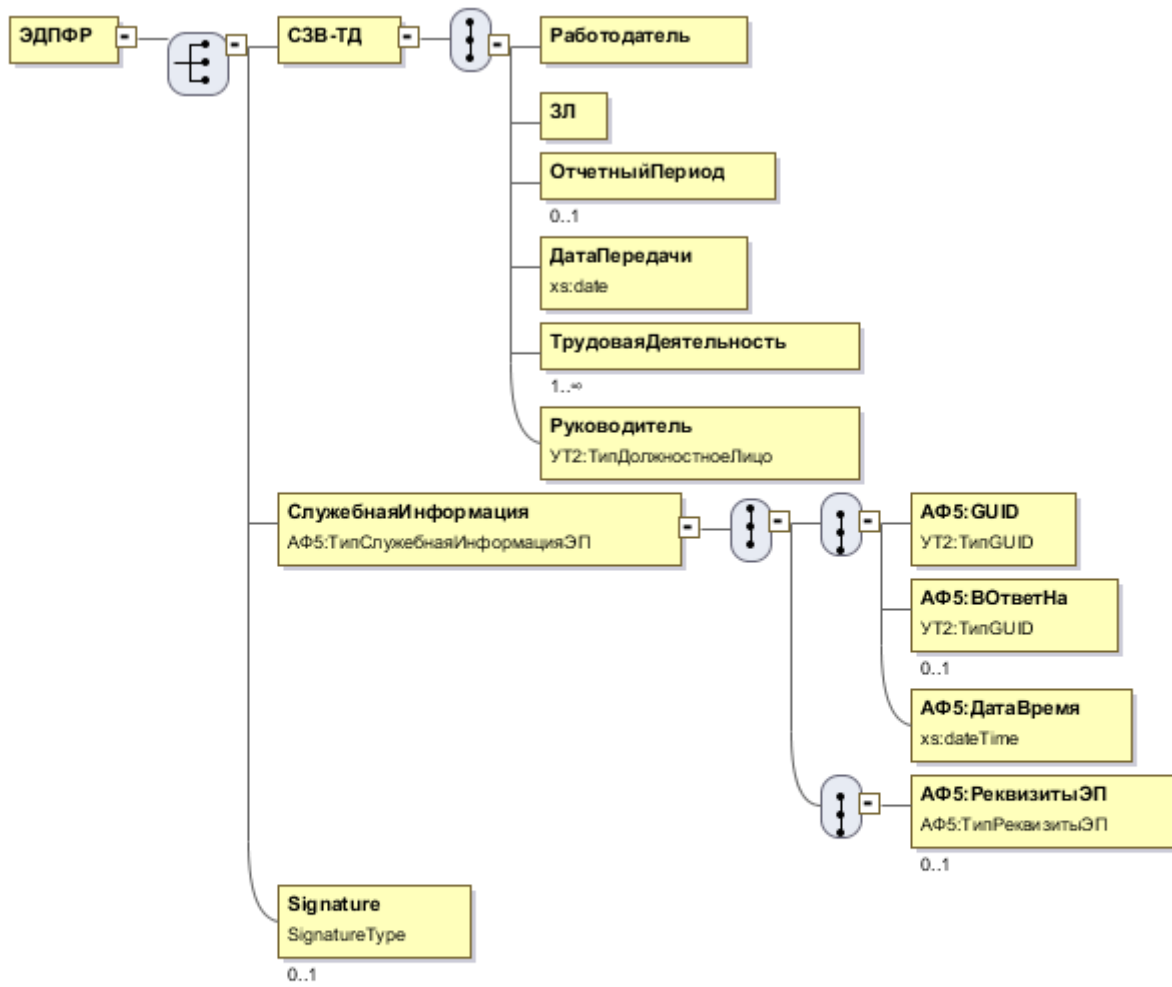 ЭДПФР
СЗВ-ТД
Работодатель
ЗЛ
ОтчетныйПериод
0..1
ДатаПередачи
xs:date
ТрудоваяДеятельность
1..∞
Руководитель
УТ2:ТипДолжностноеЛицо
СлужебнаяИнформация
АФ5:ТипСлужебнаяИнформацияЭП
АФ5:GUID
УТ2:ТипGUID
АФ5:ВОтветНа
УТ2:ТипGUID
0..1
АФ5:ДатаВремя
xs:dateTime
АФ5:РеквизитыЭП
АФ5:ТипРеквизитыЭП
0..1
Signature
SignatureType
0..1